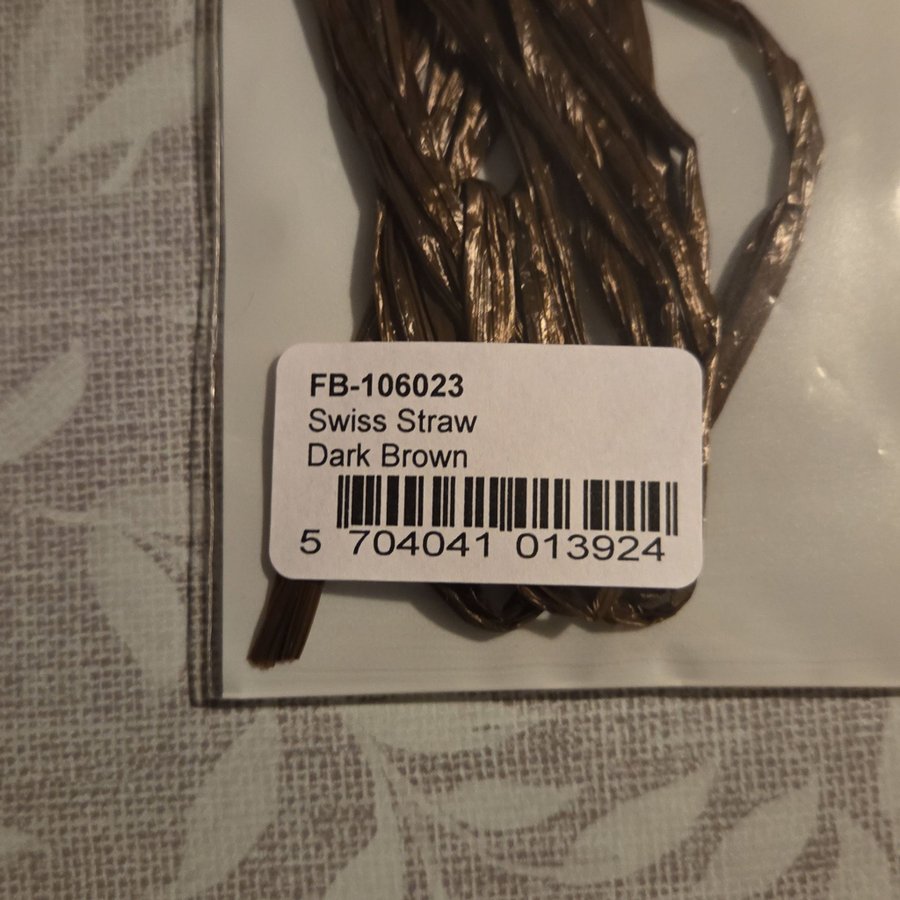 FB-106023
Swiss Straw
Dark Brown
5 704041 013924